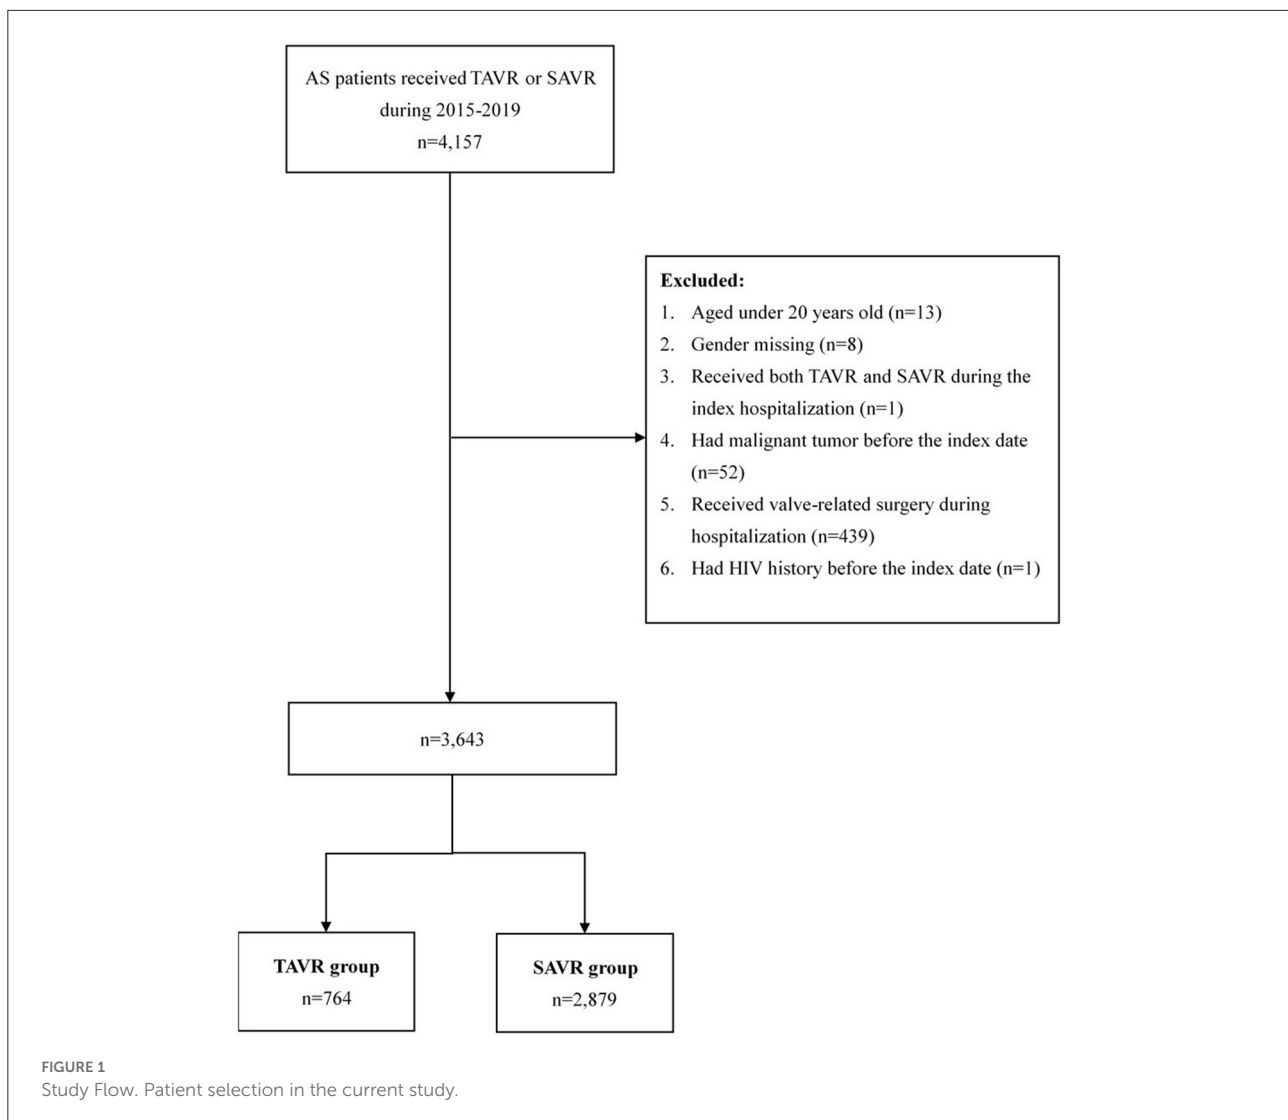 AS patients received TAVR or SAVR
during 2015-2019
n=4,157
Excluded:
1. Aged under 20 years old (n=13)
2. Gender missing (n=8)
3. Received both TAVR and SAVR during the
index hospitalization (n=1)
4. Had malignant tumor before the index date
(n=52)
5. Received valve-related surgery during
hospitalization (n=439)
6. Had HIV history before the index date (n=1)
n=3,643
TAVR group
n=764
SAVR group
n=2,879
FIGURE 1
Study Flow. Patient selection in the current study.